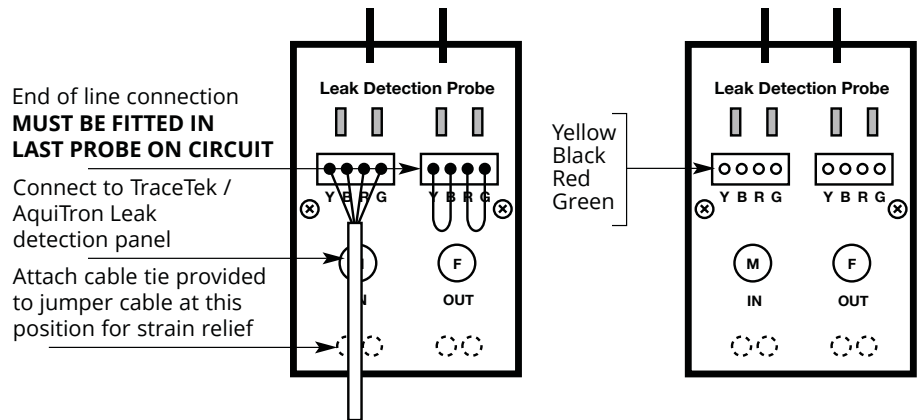 End of line connection
MUST BE FITTED IN
LAST PROBE ON CIRCUIT
Connect to TraceTek /
AquiTron Leak
detection panel
Attach cable tie provided
to jumper cable at this
position for strain relief
Leak Detection Probe
Y B R G
Y B R G
F
OUT
Yellow
Black
Red
Green
Leak Detection Probe
Y B R G
Y B R G
M
F
IN
OUT